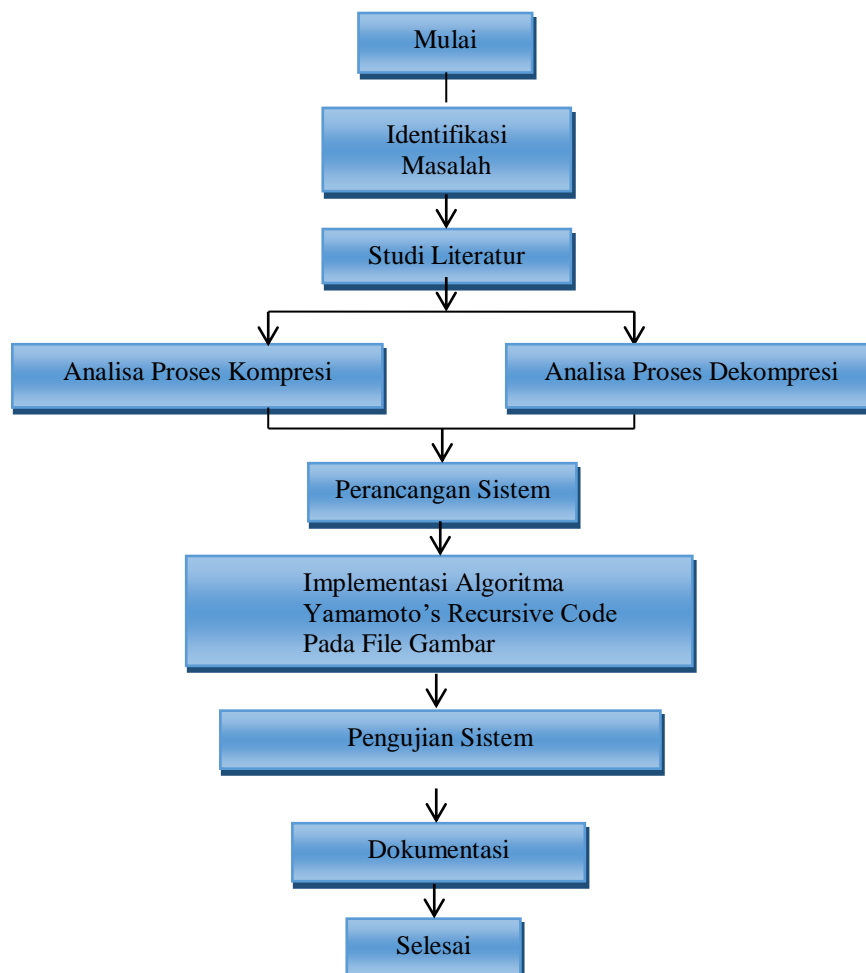 Mulai
Identifikasi
Masalah
Studi Literatur
Analisa Proses Kompresi
Analisa Proses Dekompresi
Perancangan Sistem
Implementasi Algoritma
Yamamoto’s Recursive Code
Pada File Gambar
Pengujian Sistem
Dokumentasi
Selesai